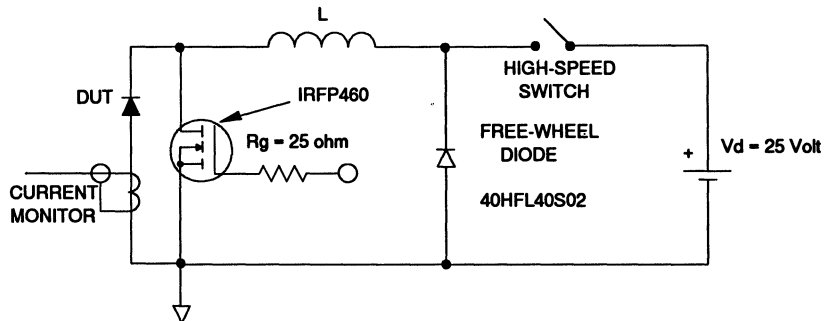 L
HIGH-SPEED
SWITCH
DUT
IRFP460
Rg = 25 ohm
FREE-WHEEL
DIODE
+
Vd = 25 Volt
40HFL40S02
CURRENT
MONITOR